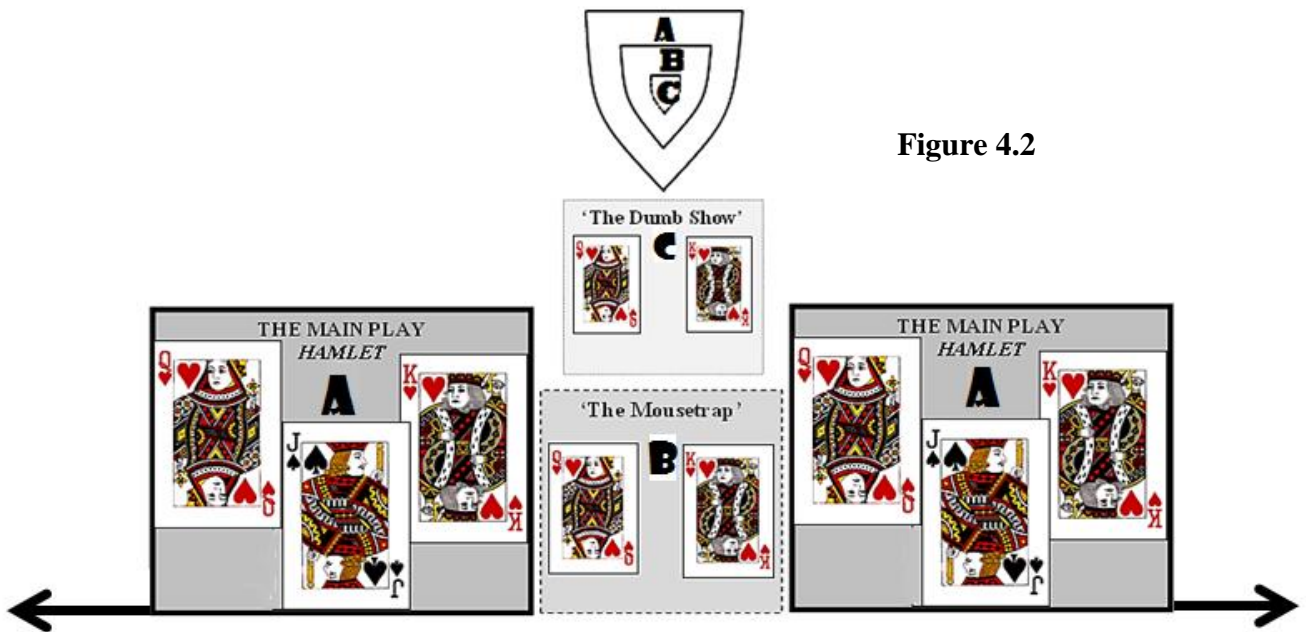 A
B
C
Figure 4.2
'The Dumb Show'
Q
C
K
Q
K
THE MAIN PLAY
HAMLET
Q
A
K
J
Q
K
J
'The Mousetrap'
Q
B
K
Q
K
THE MAIN PLAY
HAMLET
Q
A
K
J
Q
K
J